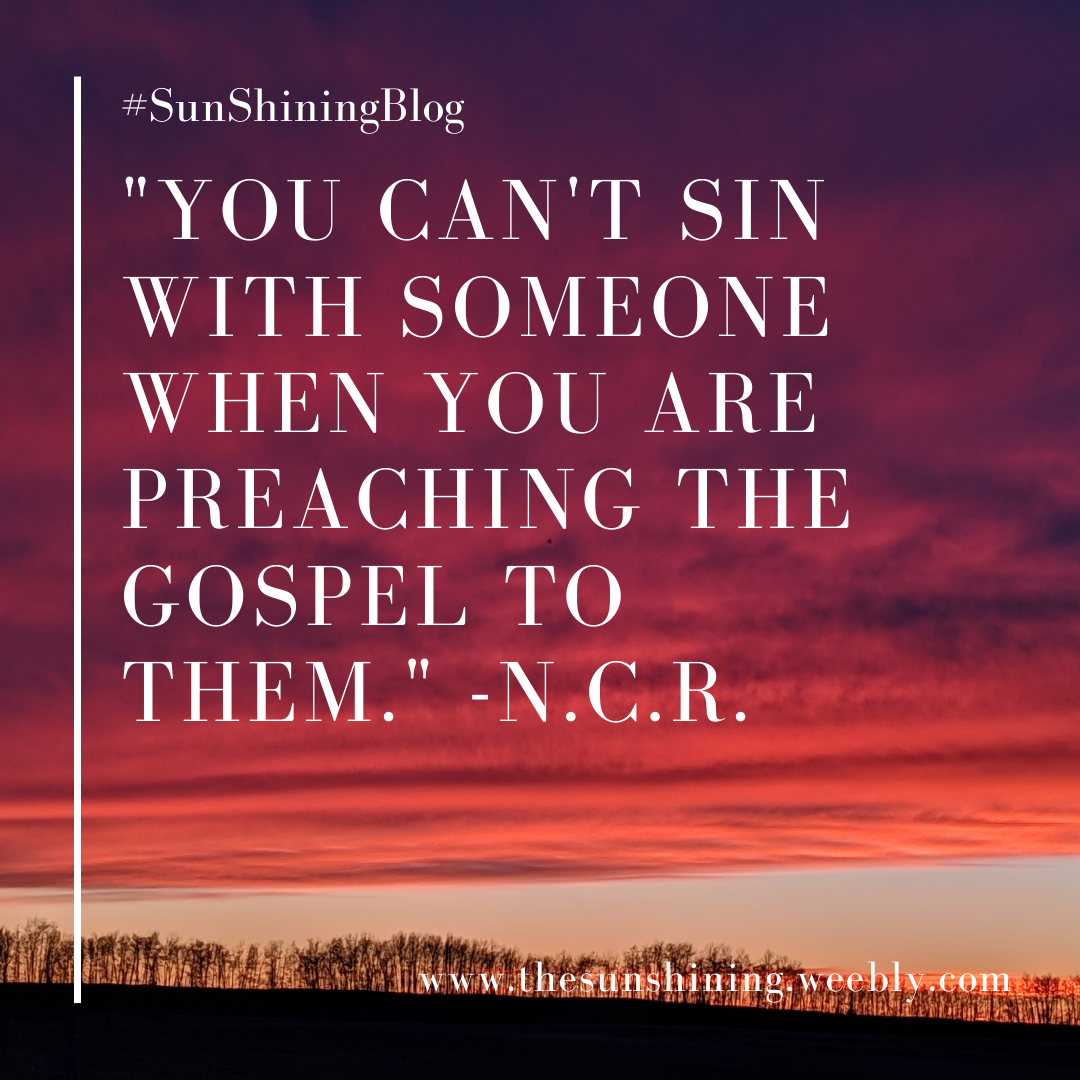 #SunShiningBlog
"YOU CAN'T SIN
WITH SOMEONE
WHEN YOU ARE
PREACHING THE
GOSPEL TO
THEM." -N.C.R.
www.thesunshining.weebly.com